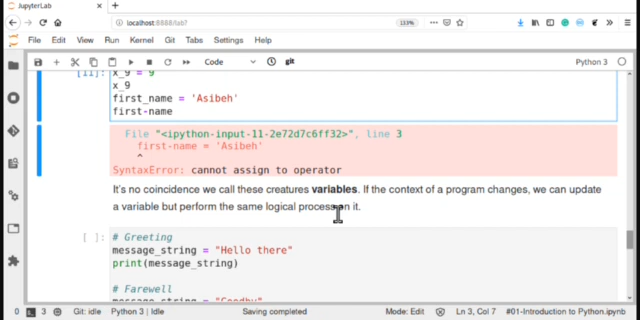 JupyterLab
localhost:8888/lab?
133%
File Edit View Run Kernel Git Tabs Settings Help
Code git Python 3
[11]: x_9 = 9
x_9
first_name = 'Asibeh'
first-name
File "<ipython-input-11-2e72d7c6ff32>", line 3
first-name = 'Asibeh'
^
SyntaxError: cannot assign to operator
It's no coincidence we call these creatures variables. If the context of a program changes, we can update
a variable but perform the same logical process on it.
[ ]: # Greeting
message_string = "Hello there"
print(message_string)
# Farewell
0 3 Git: idle Python 3 | Idle Saving completed Mode: Edit Ln 3, Col 7 #01-Introduction to Python.ipynb